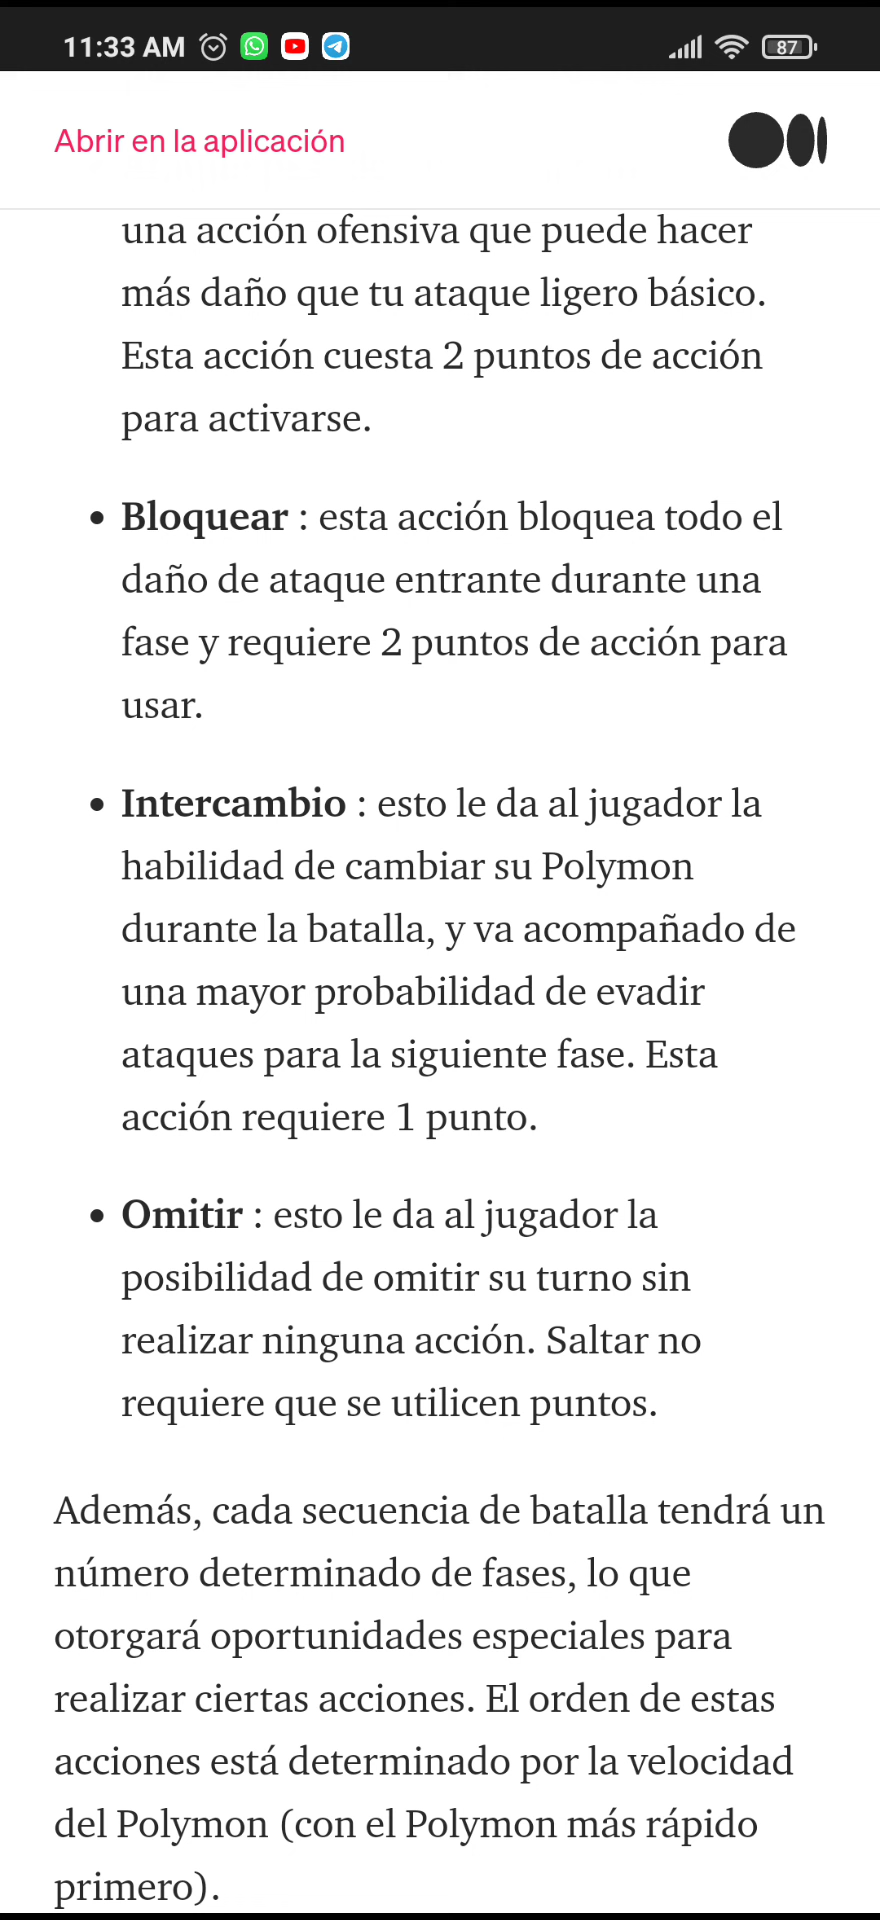 11:33 AM
87
Abrir en la aplicación
una acción ofensiva que puede hacer
más daño que tu ataque ligero básico.
Esta acción cuesta 2 puntos de acción
para activarse.
• Bloquear : esta acción bloquea todo el
daño de ataque entrante durante una
fase y requiere 2 puntos de acción para
usar.
• Intercambio : esto le da al jugador la
habilidad de cambiar su Polymon
durante la batalla, y va acompañado de
una mayor probabilidad de evadir
ataques para la siguiente fase. Esta
acción requiere 1 punto.
• Omitir : esto le da al jugador la
posibilidad de omitir su turno sin
realizar ninguna acción. Saltar no
requiere que se utilicen puntos.
Además, cada secuencia de batalla tendrá un
número determinado de fases, lo que
otorgará oportunidades especiales para
realizar ciertas acciones. El orden de estas
acciones está determinado por la velocidad
del Polymon (con el Polymon más rápido
primero).